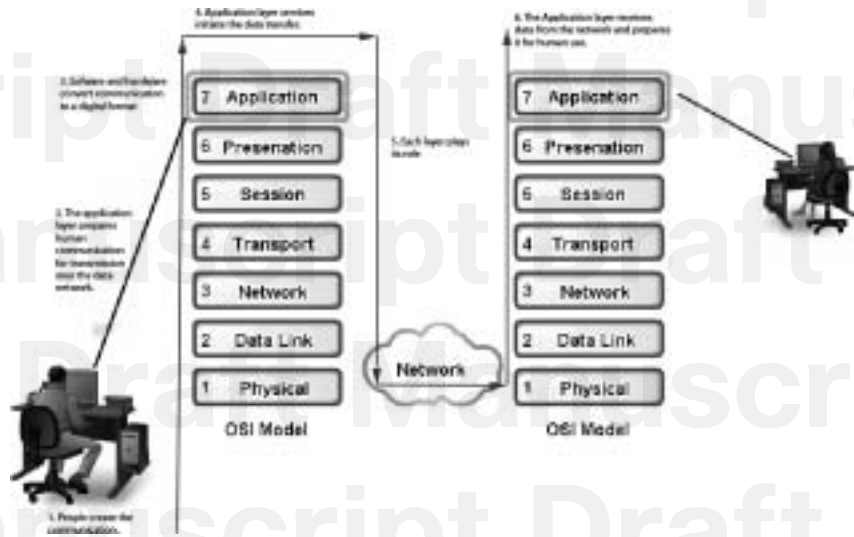 4. Application layer services
initiate the data transfer.
6. The Application layer receives
data from the network and prepares
it for human use.
3. Software and hardware
convert communication
to a digital format.
7 Application
6 Presenation
5 Session
4 Transport
3 Network
2 Data Link
1 Physical
OSI Model
2. The application
layer prepares
human
communication
for transmission
over the data
network.
5. Each layer plays
its role.
Network
7 Application
6 Presenation
5 Session
4 Transport
3 Network
2 Data Link
1 Physical
OSI Model
1. People create the
communication.
Draft Manuscript Draft